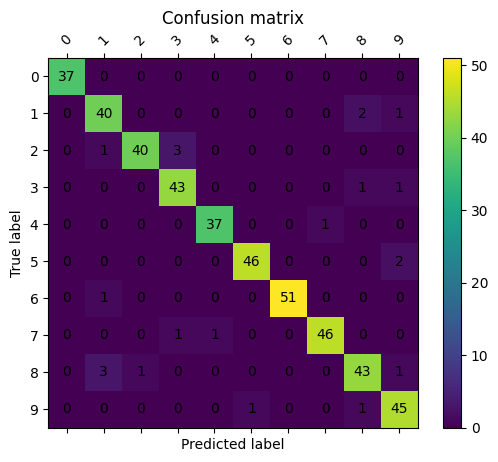 Confusion matrix
0 1 2 3 4 5 6 7 8 9
0 37 0 0 0 0 0 0 0 0 0
1 0 40 0 0 0 0 0 0 2 1
2 0 1 40 3 0 0 0 0 0 0
3 0 0 0 43 0 0 0 0 1 1
4 0 0 0 0 37 0 0 1 0 0
5 0 0 0 0 0 46 0 0 0 2
6 0 1 0 0 0 0 51 0 0 0
7 0 0 0 1 1 0 0 46 0 0
8 0 3 1 0 0 0 0 0 43 1
9 0 0 0 0 0 1 0 0 1 45
True label
Predicted label
50
40
30
20
10
0